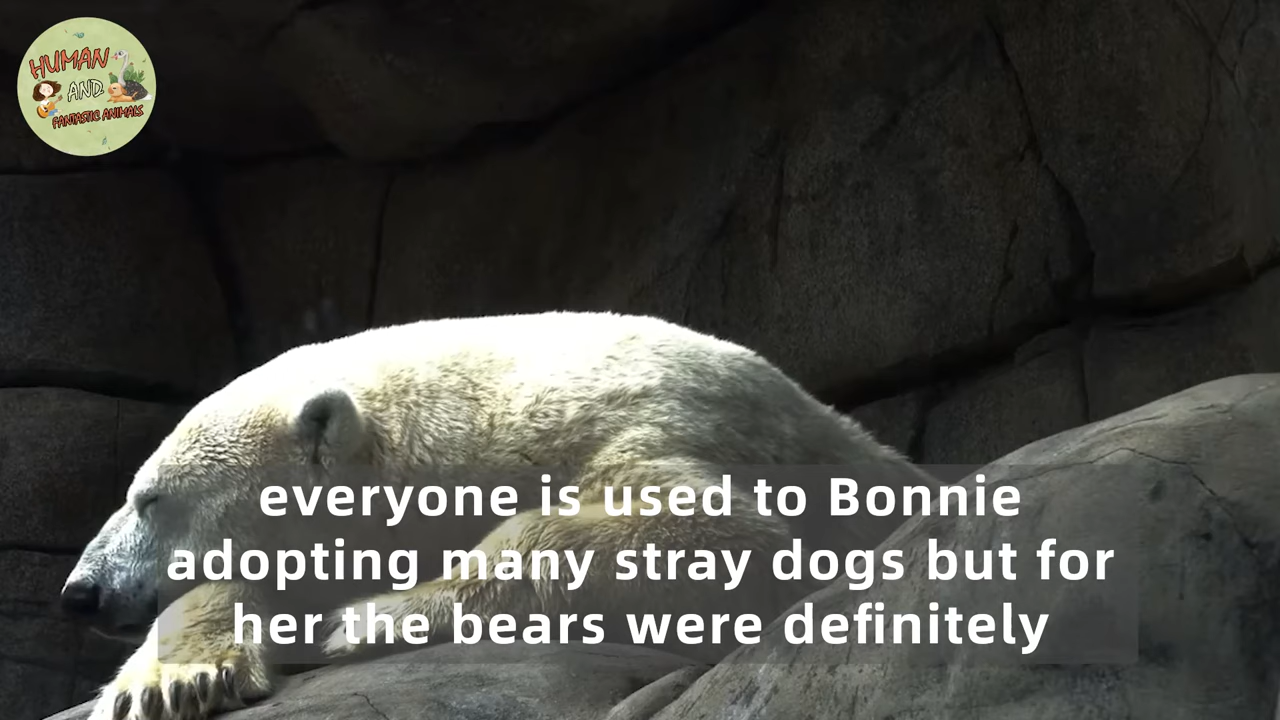 HUMAN
AND
FANTASTIC ANIMALS
everyone is used to Bonnie
adopting many stray dogs but for
her the bears were definitely